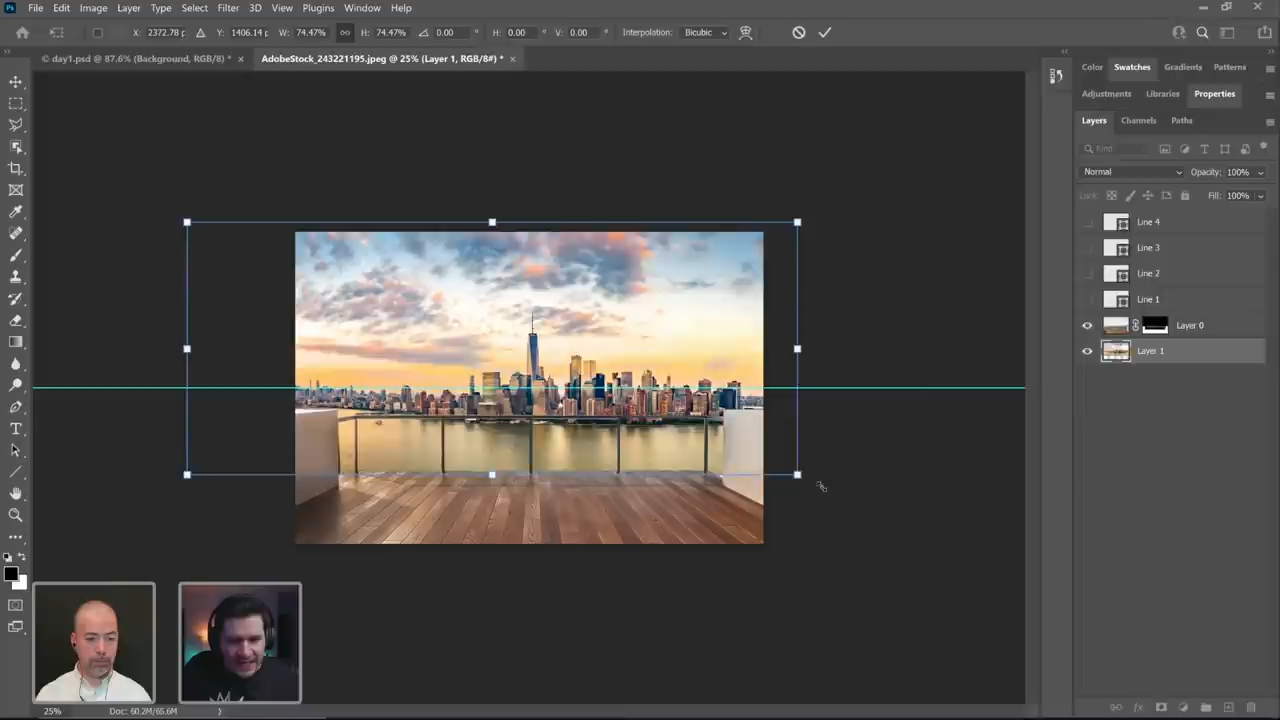 Ps File Edit Image Layer Type Select Filter 3D View Plugins Window Help
X: 2372.78 p Y: 1406.14 p W: 74.47% H: 74.47% 0.00 ° H: 0.00 ° V: 0.00 ° Interpolation: Bicubic
© day1.psd @ 87.6% (Background, RGB/8) * × AdobeStock_243221195.jpeg @ 25% (Layer 1, RGB/8#) * ×
Color Swatches Gradients Patterns
Adjustments Libraries Properties
Layers Channels Paths
Kind
Normal Opacity: 100%
Lock: Fill: 100%
Line 4
Line 3
Line 2
Line 1
Layer 0
Layer 1
25% Doc: 60.2M/65.6M